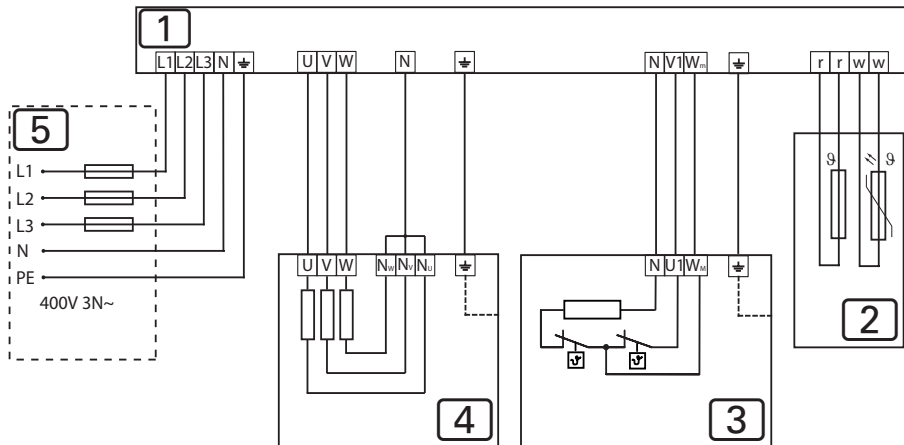 1
L1 L2 L3 N ⏚ U V W N ⏚ N V1 Wm ⏚ r r w w
5
L1
L2
L3
N
PE
400V 3N~
ϑ ϑ
U V W NW NV NU ⏚ N U1 WM ⏚
ϑ ϑ
2
4
3